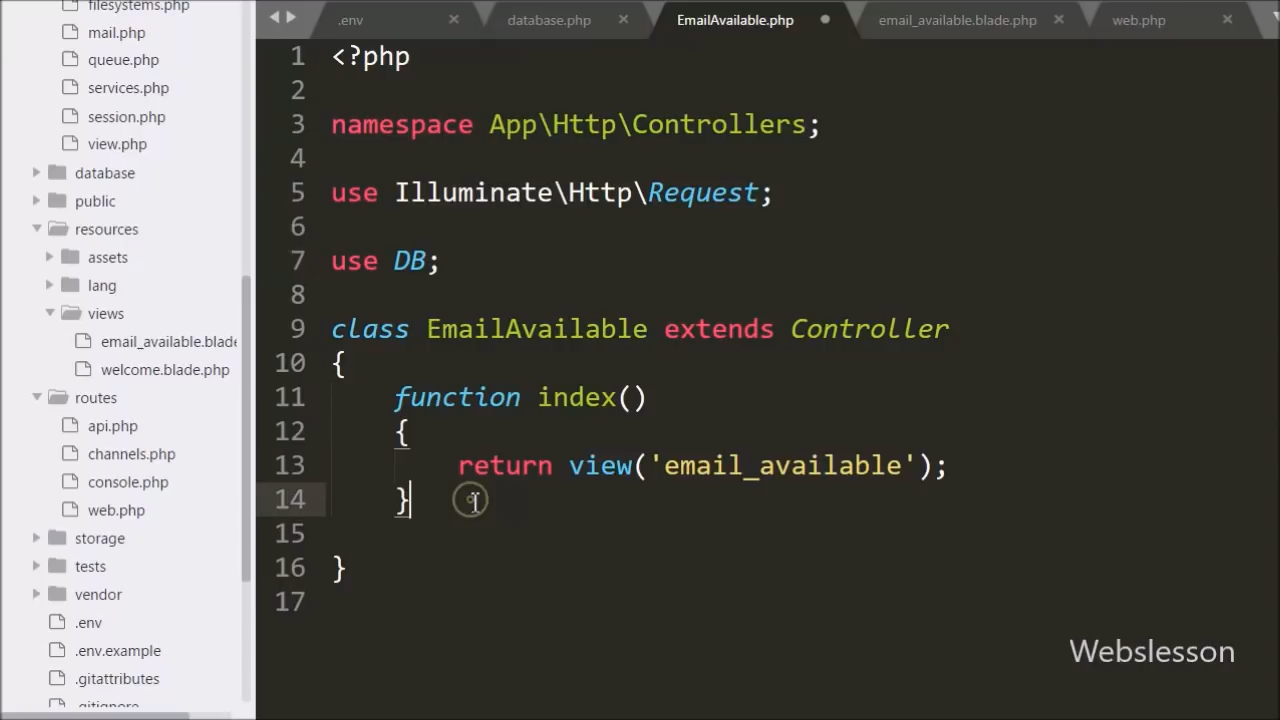 filesystems.php
mail.php
queue.php
services.php
session.php
view.php
database
public
resources
assets
lang
views
email_available.blade
welcome.blade.php
routes
api.php
channels.php
console.php
web.php
storage
tests
vendor
.env
.env.example
.gitattributes
.gitignore
.env
database.php
EmailAvailable.php
email_available.blade.php
web.php
1 <?php
2
3 namespace App\Http\Controllers;
4
5 use Illuminate\Http\Request;
6
7 use DB;
8
9 class EmailAvailable extends Controller
10 {
11 function index()
12 {
13 return view('email_available');
14 }
15
16 }
17
Webslesson